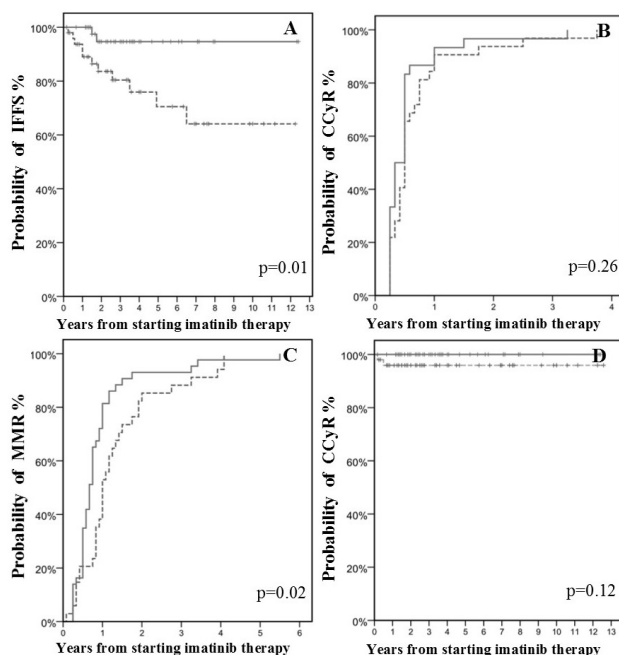 A
Probability of IFFS %
100%
80%
60%
40%
20%
0%
p=0.01
0 1 2 3 4 5 6 7 8 9 10 11 12 13
Years from starting imatinib therapy
B
Probability of CCyR %
100%
80%
60%
40%
20%
0%
p=0.26
0 1 2 3 4
Years from starting imatinib therapy
C
Probability of MMR %
100%
80%
60%
40%
20%
0%
p=0.02
0 1 2 3 4 5 6
Years from starting imatinib therapy
D
Probability of CCyR %
100%
80%
60%
40%
20%
0%
p=0.12
0 1 2 3 4 5 6 7 8 9 10 11 12 13
Years from starting imatinib therapy